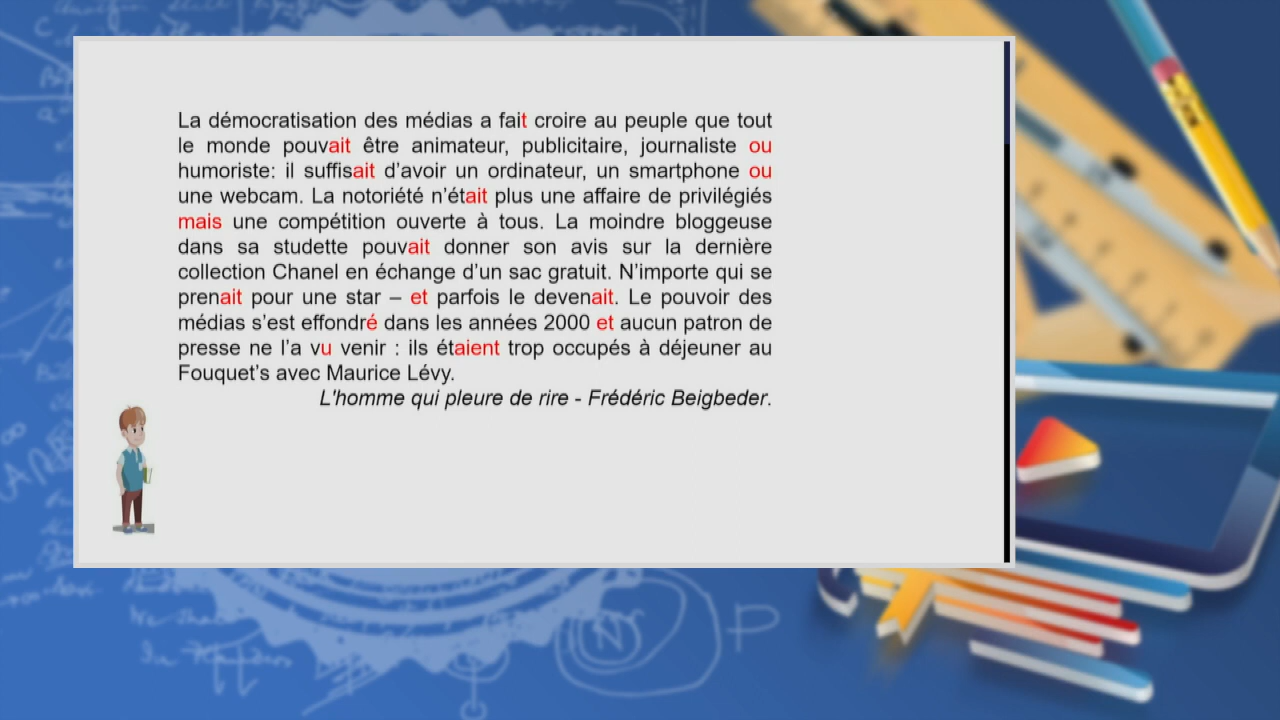 La démocratisation des médias a fait croire au peuple que tout
le monde pouvait être animateur, publicitaire, journaliste ou
humoriste: il suffisait d’avoir un ordinateur, un smartphone ou
une webcam. La notoriété n’était plus une affaire de privilégiés
mais une compétition ouverte à tous. La moindre bloggeuse
dans sa studette pouvait donner son avis sur la dernière
collection Chanel en échange d’un sac gratuit. N’importe qui se
prenait pour une star – et parfois le devenait. Le pouvoir des
médias s’est effondré dans les années 2000 et aucun patron de
presse ne l’a vu venir : ils étaient trop occupés à déjeuner au
Fouquet’s avec Maurice Lévy.
L'homme qui pleure de rire - Frédéric Beigbeder.
N
P